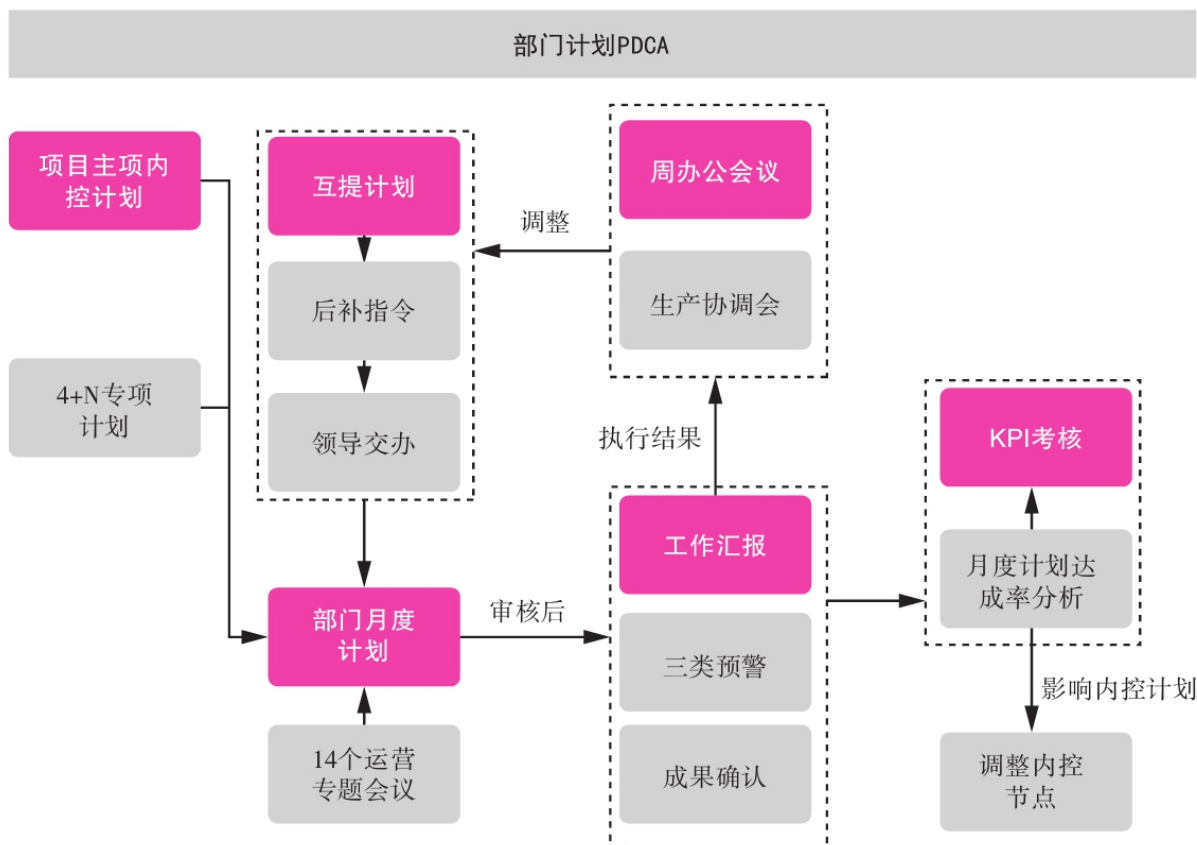 部门计划PDCA
项目主项内
控计划
4+N专项
计划
互提计划
后补指令
领导交办
部门月度
计划
14个运营
专题会议
调整
审核后
周办公会议
生产协调会
执行结果
工作汇报
三类预警
成果确认
KPI考核
月度计划达
成率分析
影响内控计划
调整内控
节点